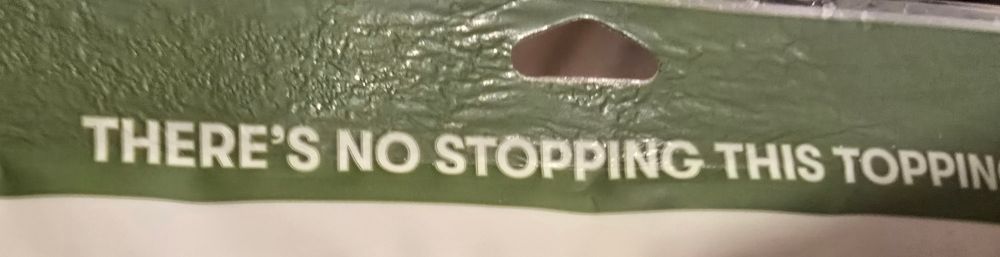 THERE'S NO STOPPING THIS TOPPIN